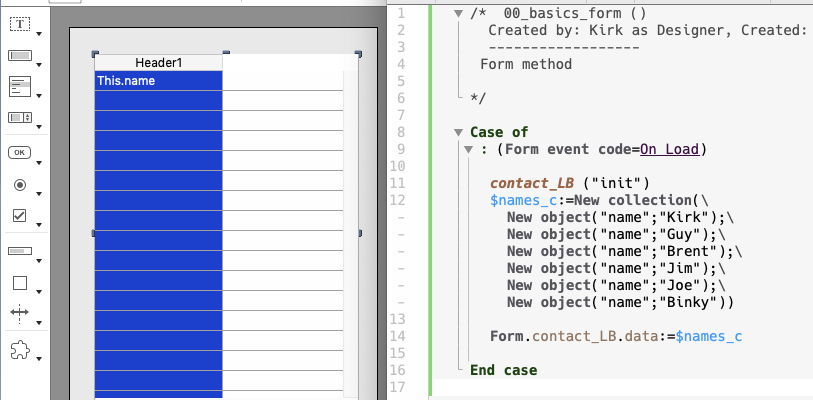 T
OK
Header1
This.name
1 /*  00_basics_form ()
2 Created by: Kirk as Designer, Created:
3 ------------------
4 Form method
5
6 */
7
8 Case of
9 : (Form event code=On Load)
10
11 contact_LB ("init")
12 $names_c:=New collection(\
- New object("name";"Kirk");\
- New object("name";"Guy");\
- New object("name";"Brent");\
- New object("name";"Jim");\
- New object("name";"Joe");\
- New object("name";"Binky"))
13
14 Form.contact_LB.data:=$names_c
15
16 End case
17